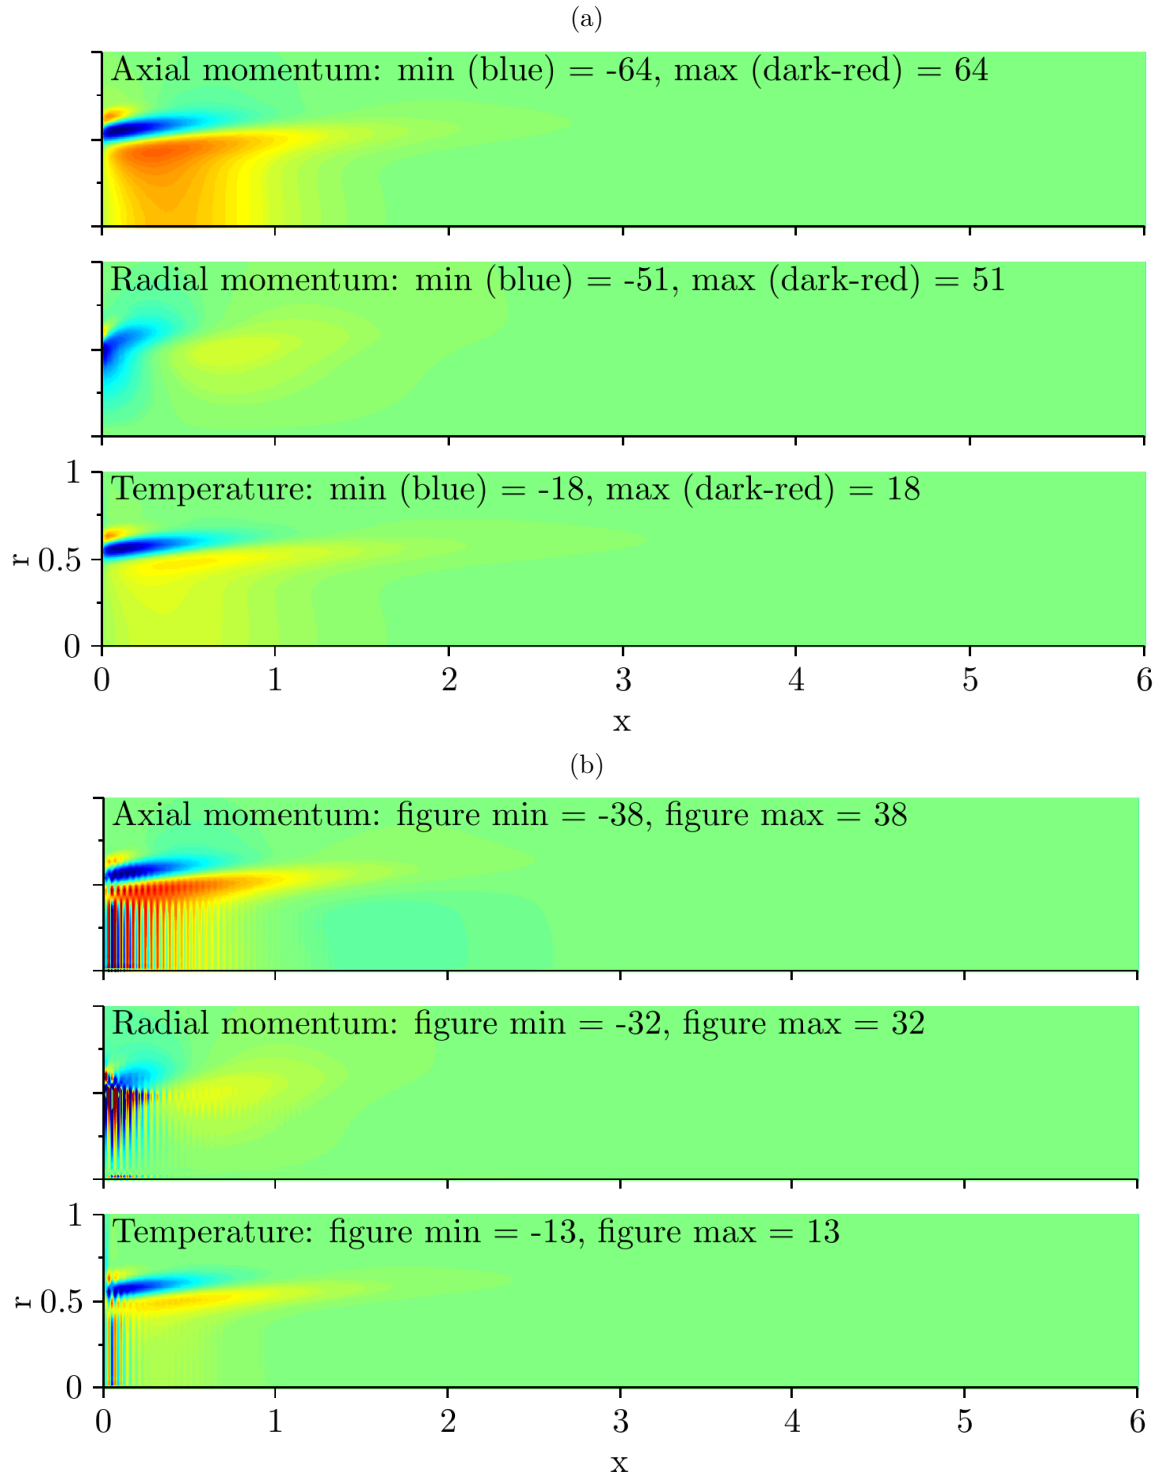 (a)
Axial momentum: min (blue) = -64, max (dark-red) = 64
Radial momentum: min (blue) = -51, max (dark-red) = 51
1
Temperature: min (blue) = -18, max (dark-red) = 18
r 0.5
0
0 1 2 3 4 5 6
x
(b)
Axial momentum: figure min = -38, figure max = 38
Radial momentum: figure min = -32, figure max = 32
1
Temperature: figure min = -13, figure max = 13
r 0.5
0
0 1 2 3 4 5 6
x